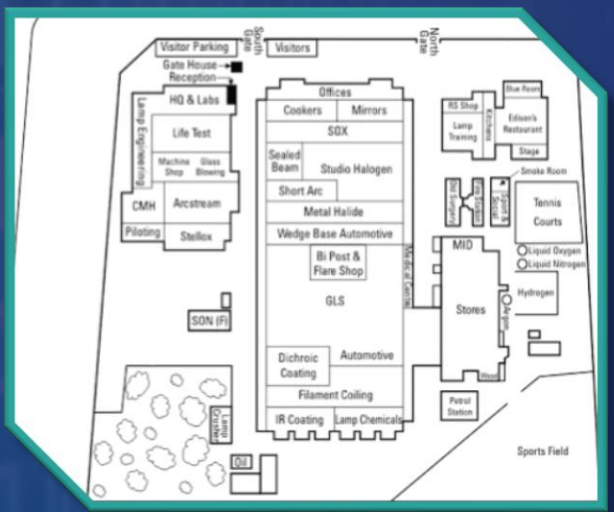 Visitor Parking
South Gate
Visitors
North Gate
Gate House
Reception
HQ & Labs
Lamp Engineering
Life Test
Machine Shop
Glass Blowing
CMH
Arcstream
Piloting
Stellox
SON (F)
Lamp Crusher
Oil
Offices
Cookers
Mirrors
SOX
Sealed Beam
Studio Halogen
Short Arc
Metal Halide
Wedge Base Automotive
Bi Post & Flare Shop
Medical Centre
GLS
Dichroic Coating
Automotive
Filament Coiling
IR Coating
Lamp Chemicals
Blue Room
RS Shop
Kitchens
Edison's Restaurant
Lamp Training
Stage
Smoke Room
Old Surgery
Fire Station
Sport & Social
Tennis Courts
MID
Liquid Oxygen
Liquid Nitrogen
Hydrogen
Argon
Stores
Petrol Station
Sports Field